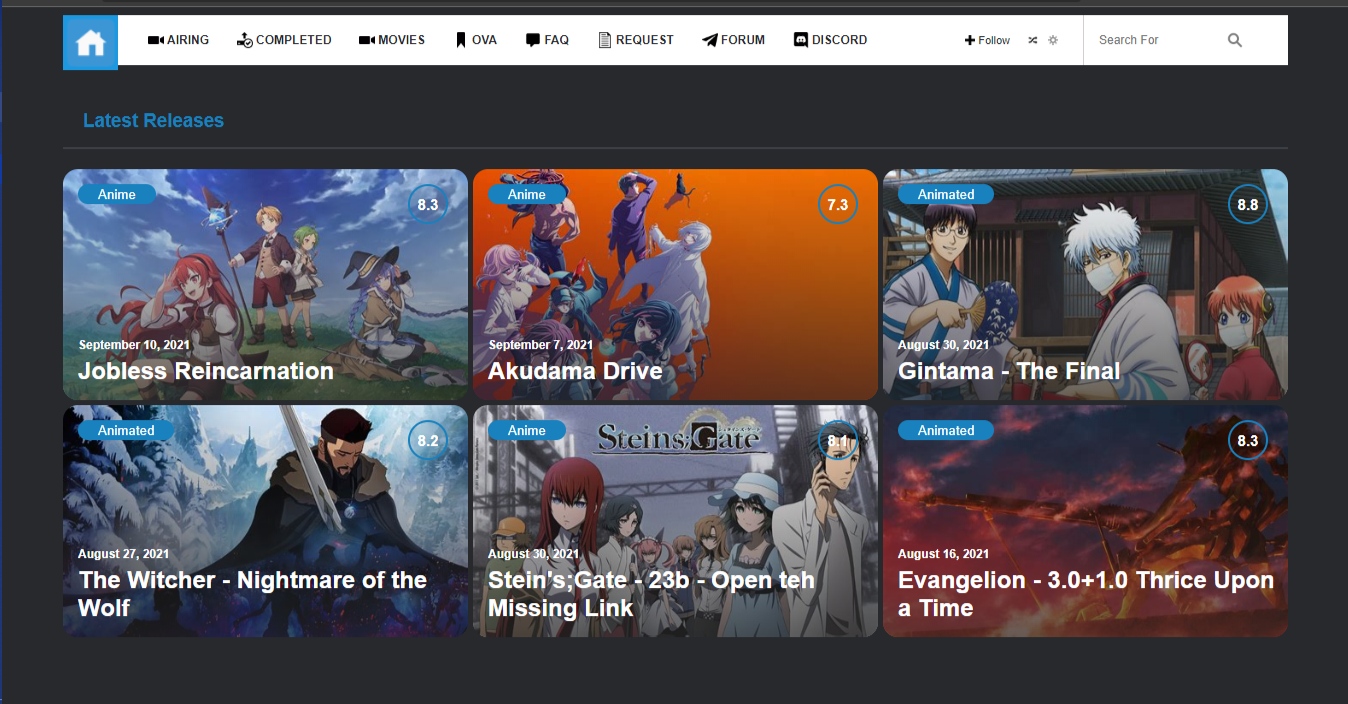 AIRING COMPLETED MOVIES OVA FAQ REQUEST FORUM DISCORD Follow Search For
Latest Releases
Anime 8.3
September 10, 2021
Jobless Reincarnation
Anime 7.3
September 7, 2021
Akudama Drive
Animated 8.8
August 30, 2021
Gintama - The Final
Animated 8.2
August 27, 2021
The Witcher - Nightmare of the
Wolf
Anime 8.1
Steins;Gate
August 30, 2021
Stein's;Gate - 23b - Open teh
Missing Link
Animated 8.3
August 16, 2021
Evangelion - 3.0+1.0 Thrice Upon
a Time